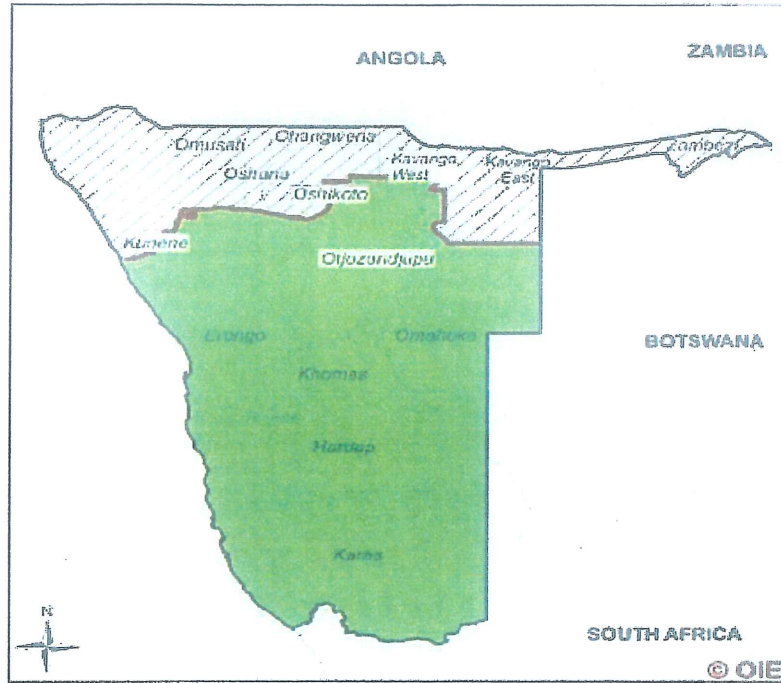 ANGOLA
ZAMBIA
Omusati
Ohangwena
Oshana
Kavango
West
Kavango
East
Zambezi
Oshikoto
Kunene
Otjozondjupa
Erongo
Omaheke
BOTSWANA
Khomas
Hardap
Karas
N
SOUTH AFRICA
© OIE